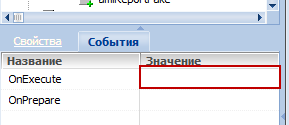 Свойства События
Название Значение
OnExecute
OnPrepare